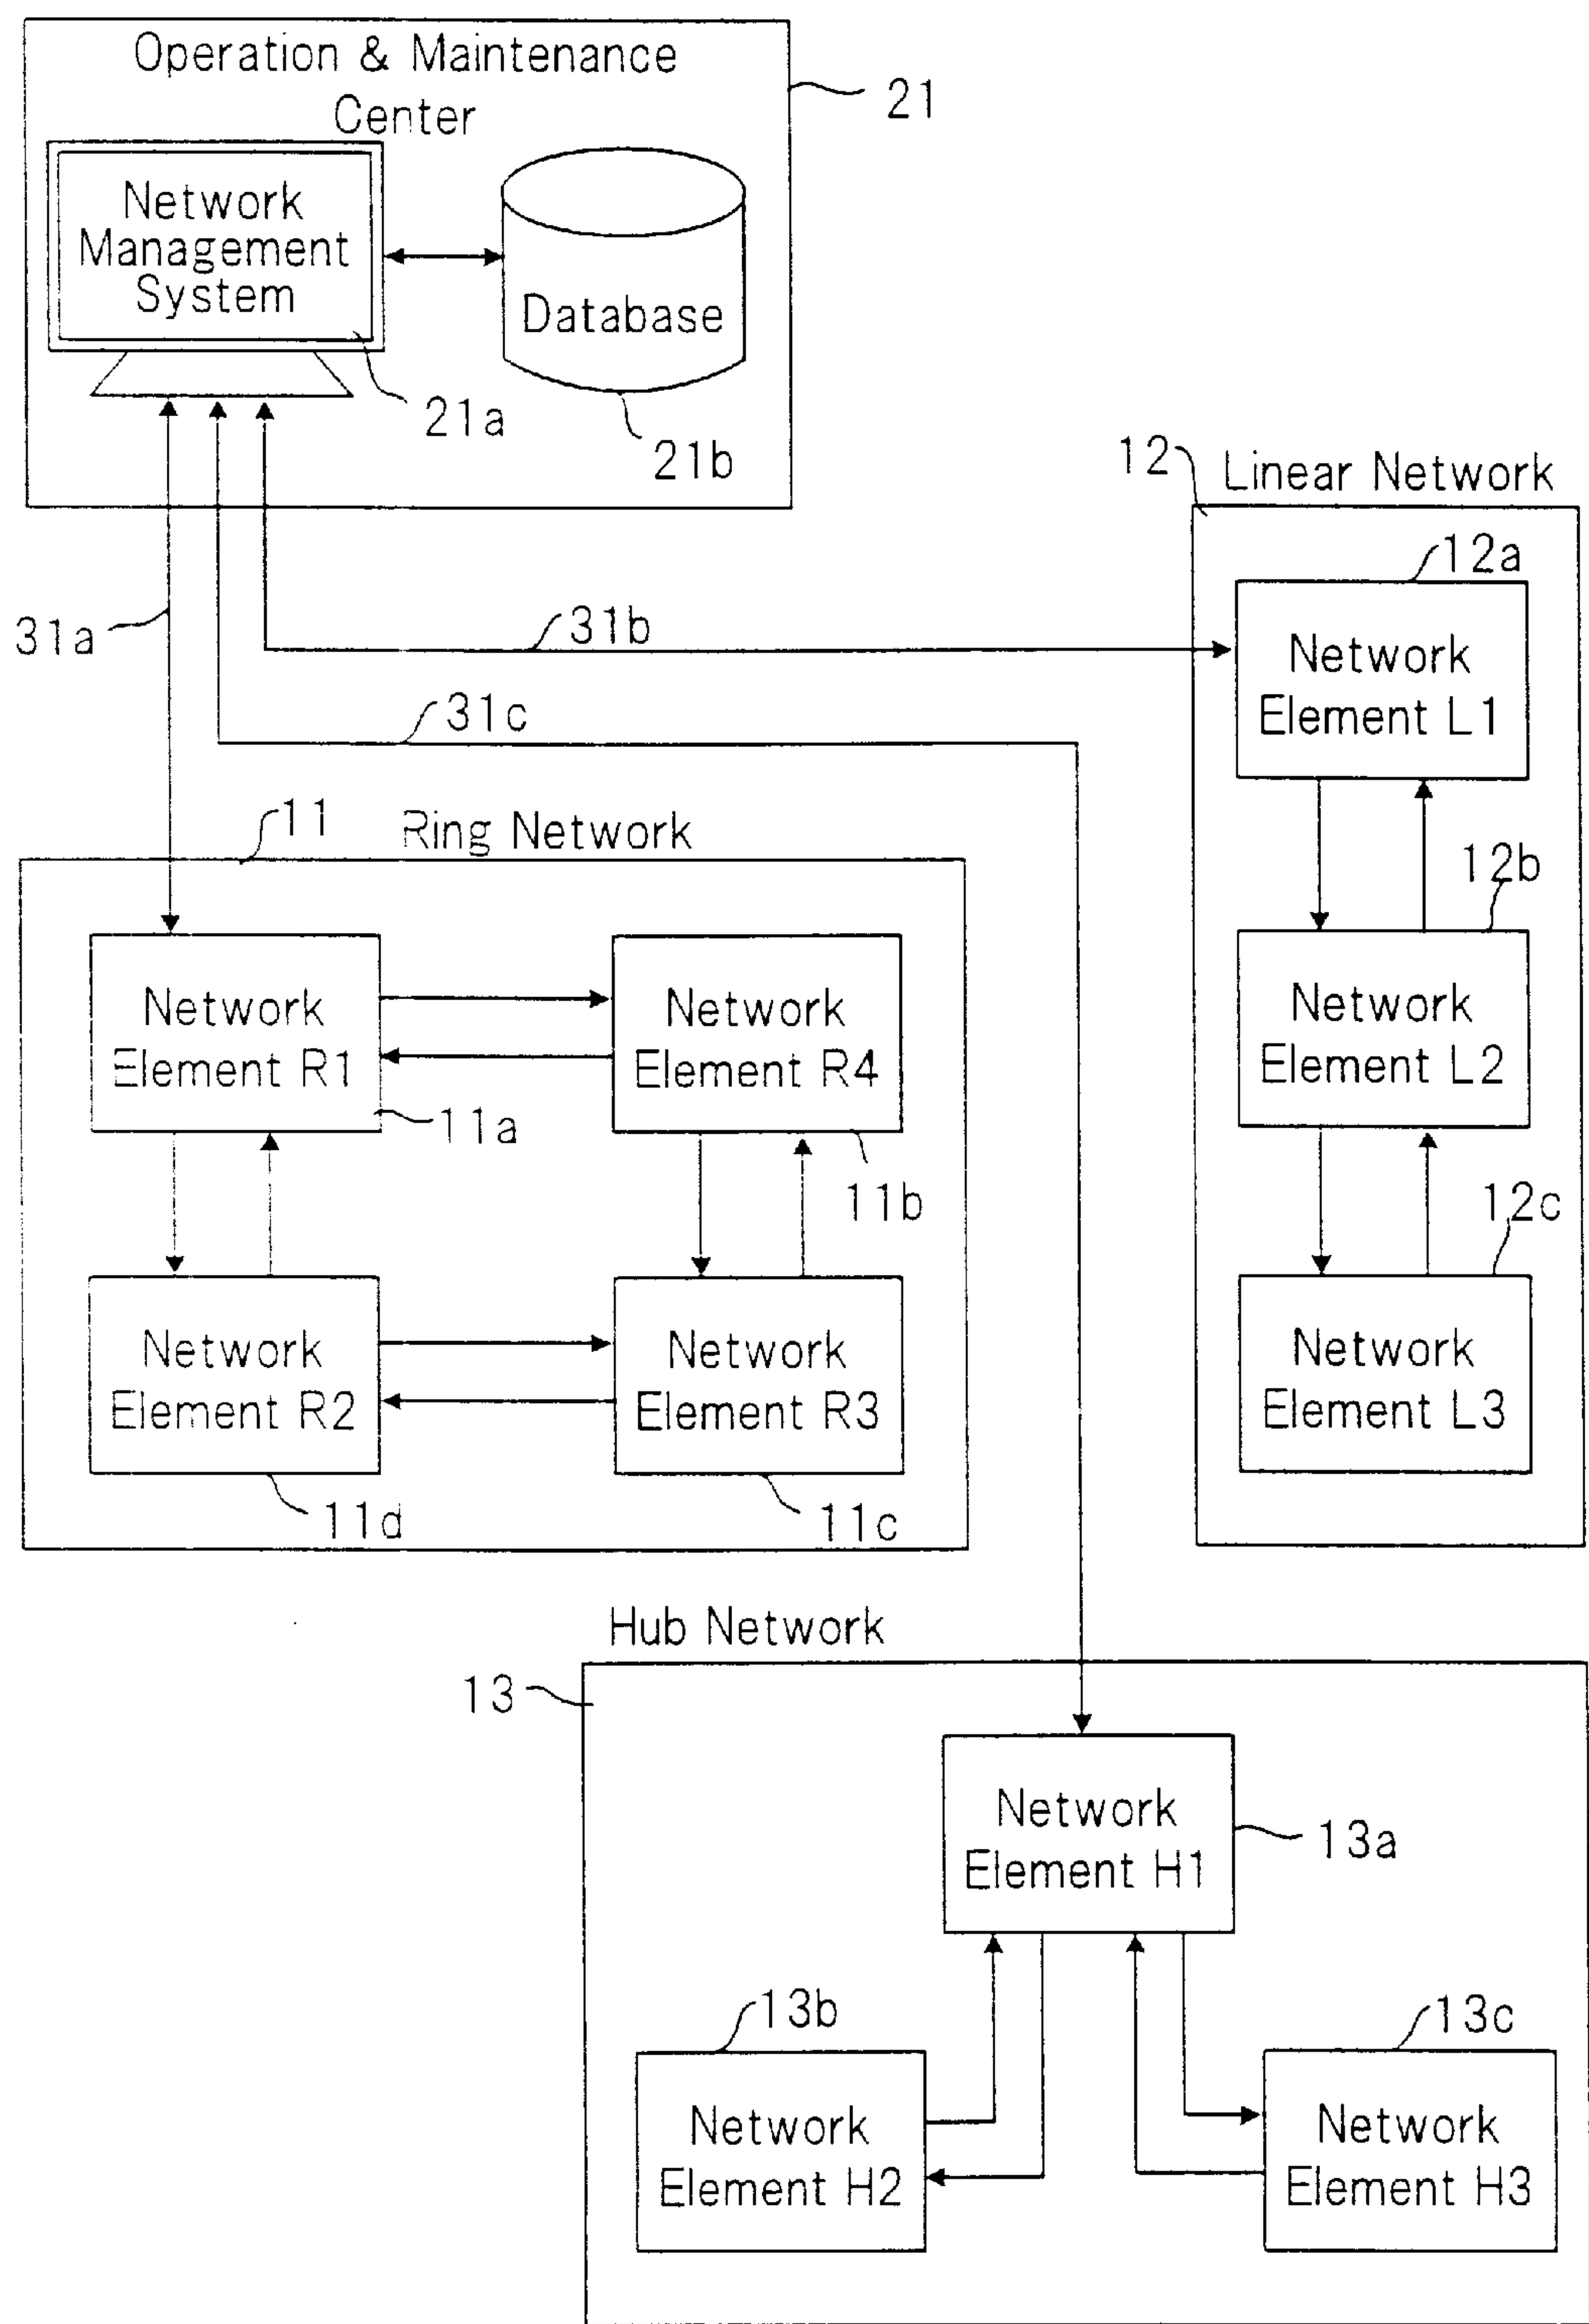 Operation & Maintenance
Center
21
Network
Management
System
Database
21a
21b
12
Linear Network
12a
31a
31b
Network
Element L1
31c
11
Ring Network
12b
Network
Element R1
11a
Network
Element R4
11b
Network
Element L2
12c
Network
Element R2
11d
Network
Element R3
11c
Network
Element L3
Hub Network
13
Network
Element H1
13a
13b
13c
Network
Element H2
Network
Element H3